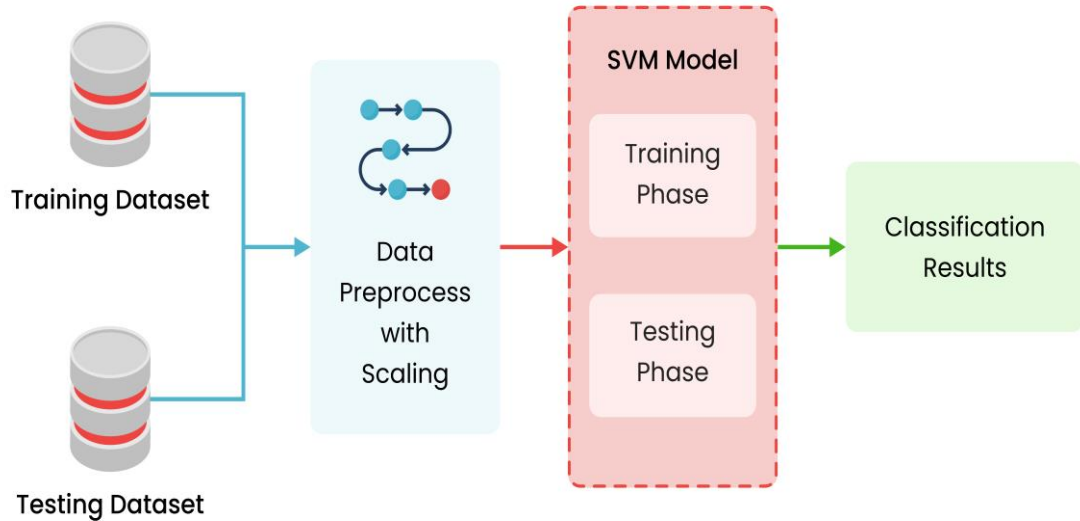 Training Dataset
Testing Dataset
Data
Preprocess
with
Scaling
SVM Model
Training
Phase
Testing
Phase
Classification
Results